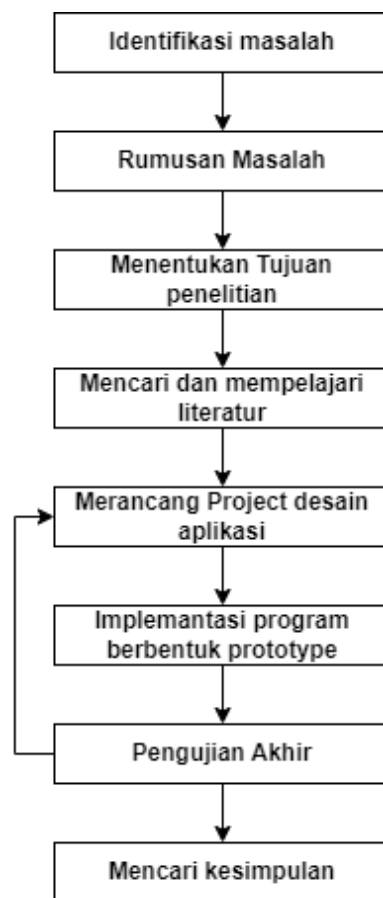 Identifikasi masalah
Rumusan Masalah
Menentukan Tujuan
penelitian
Mencari dan mempelajari
literatur
Merancang Project desain
aplikasi
Implemantasi program
berbentuk prototype
Pengujian Akhir
Mencari kesimpulan